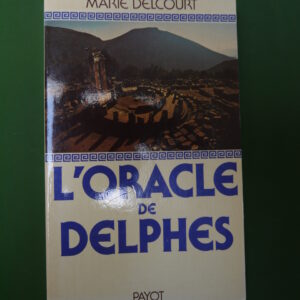 MARIE DELCOURT
L'ORACLE
DE
DELPHES
PAYOT